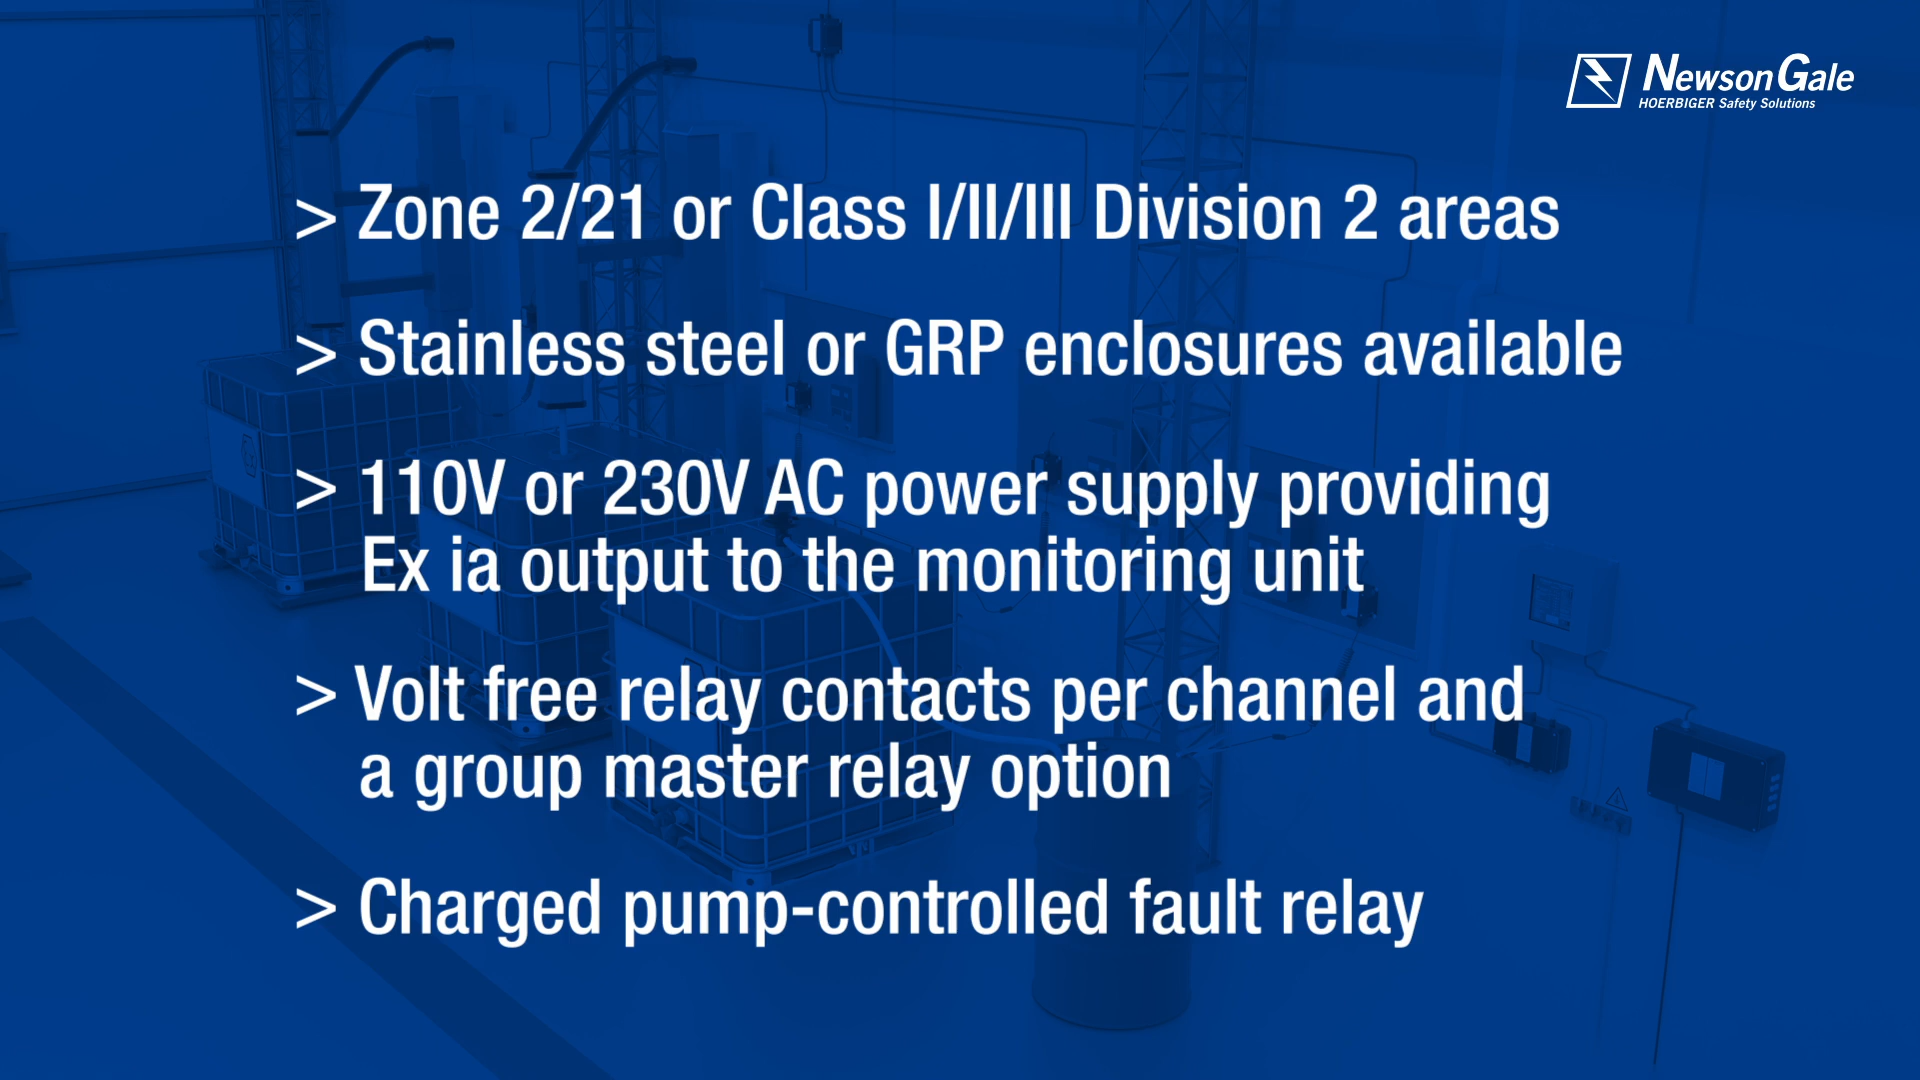 Newson Gale
HOERBIGER Safety Solutions
> Zone 2/21 or Class I/II/III Division 2 areas
> Stainless steel or GRP enclosures available
> 110V or 230V AC power supply providing
Ex ia output to the monitoring unit
> Volt free relay contacts per channel and
a group master relay option
> Charged pump-controlled fault relay